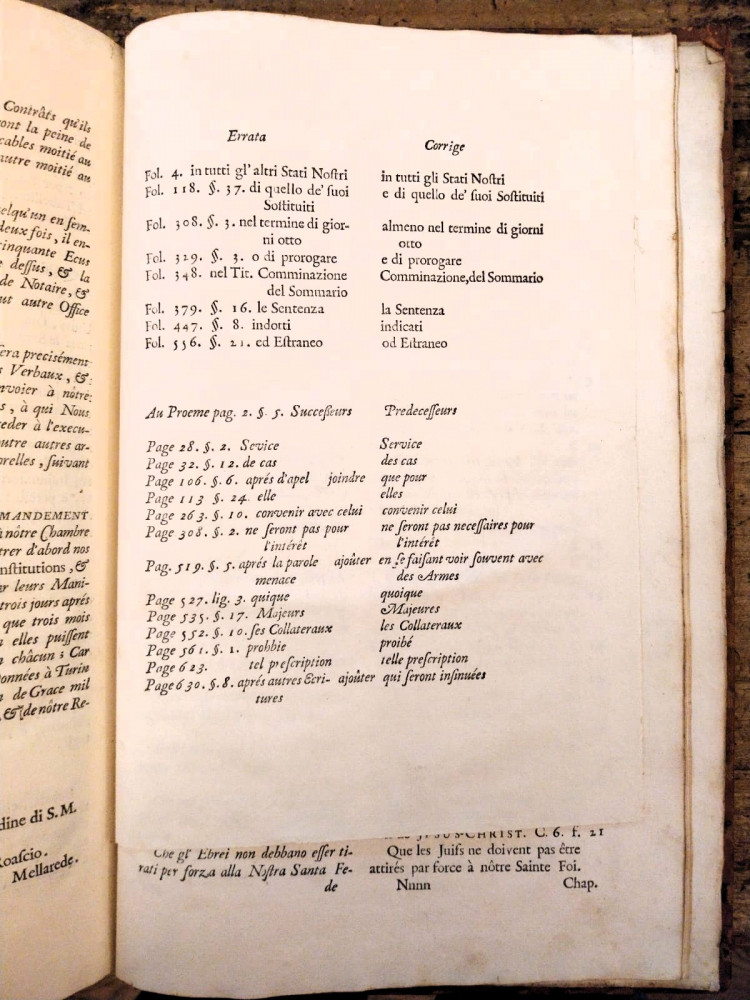 Contrâts qu'ils
ont la peine de
cables moitié au
autre moitié au
elqu'un en sem-
deux fois, il en-
inquante Ecus
e dessus, & la
de Notaire, &
ut autre Office
era precisément
s Verbaux, &
nvoier à nôtre
s, à qui Nous
eder à l'execu-
outre autres ar-
orelles, suivant
MANDEMENT
à nôtre Chambre
trer d'abord nos
nstitutions, &
r leurs Mani-
trois jours aprés
que trois mois
n elles puissent
n châcun; Car
onnées à Turin
n de Grace mil
, & de nôtre Re-
dine di S. M.
Roascio.
Mellarede.
Errata Corrige
Fol. 4. in tutti gl' altri Stati Nostri in tutti gli Stati Nostri
Fol. 118. §. 37. di quello de' suoi e di quello de' suoi Sostituiti
Sostituiti
Fol. 308. §. 3. nel termine di gior- almeno nel termine di giorni
ni otto otto
Fol. 329. §. 3. o di prorogare e di prorogare
Fol. 348. nel Tit. Comminazione Comminazione, del Sommario
del Sommario
Fol. 379. §. 16. le Sentenza la Sentenza
Fol. 447. §. 8. indotti indicati
Fol. 556. §. 21. ed Estraneo od Estraneo
Au Proeme pag. 2. §. 5. Successeurs Predecesseurs
Page 28. §. 2. Sevice Service
Page 32. §. 12. de cas des cas
Page 106. §. 6. aprés d'apel joindre que pour
Page 113 §. 24. elle elles
Page 263. §. 10. convenir avec celui convenir celui
Page 308. §. 2. ne seront pas pour ne seront pas necessaires pour
l'intérêt l'intérêt
Pag. 519. §. 5. aprés la parole ajoûter en se faisant voir souvent avec
menace des Armes
Page 527. lig. 3. quique quoique
Page 535. §. 17. Majeurs Majeures
Page 552. §. 10. ses Collateraux les Collateraux
Page 561. §. 1. prohbie proibé
Page 623. tel prescription telle prescription
Page 630. §. 8. aprés autres Ecri- ajoûter qui seront insinuées
tures
JESUS-CHRIST. C. 6. f. 21
Che gl' Ebrei non debbano esser ti- Que les Juifs ne doivent pas être
rati per forza alla Nostra Santa Fe- attirés par force à nôtre Sainte Foi.
de Nnnn Chap.